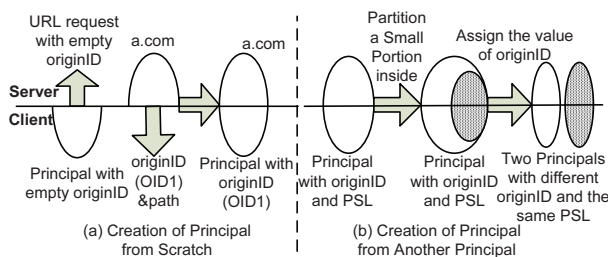 URL request
with empty
originID
a.com
a.com
Server
Client
Principal with
empty originID
originID
(OID1)
&path
Principal with
originID
(OID1)
(a) Creation of Principal
from Scratch
Partition
a Small
Portion
inside
Assign the value
of originID
Principal
with originID
and PSL
Principal
with originID
and PSL
Two Principals
with different
originID and the
same PSL
(b) Creation of Principal
from Another Principal